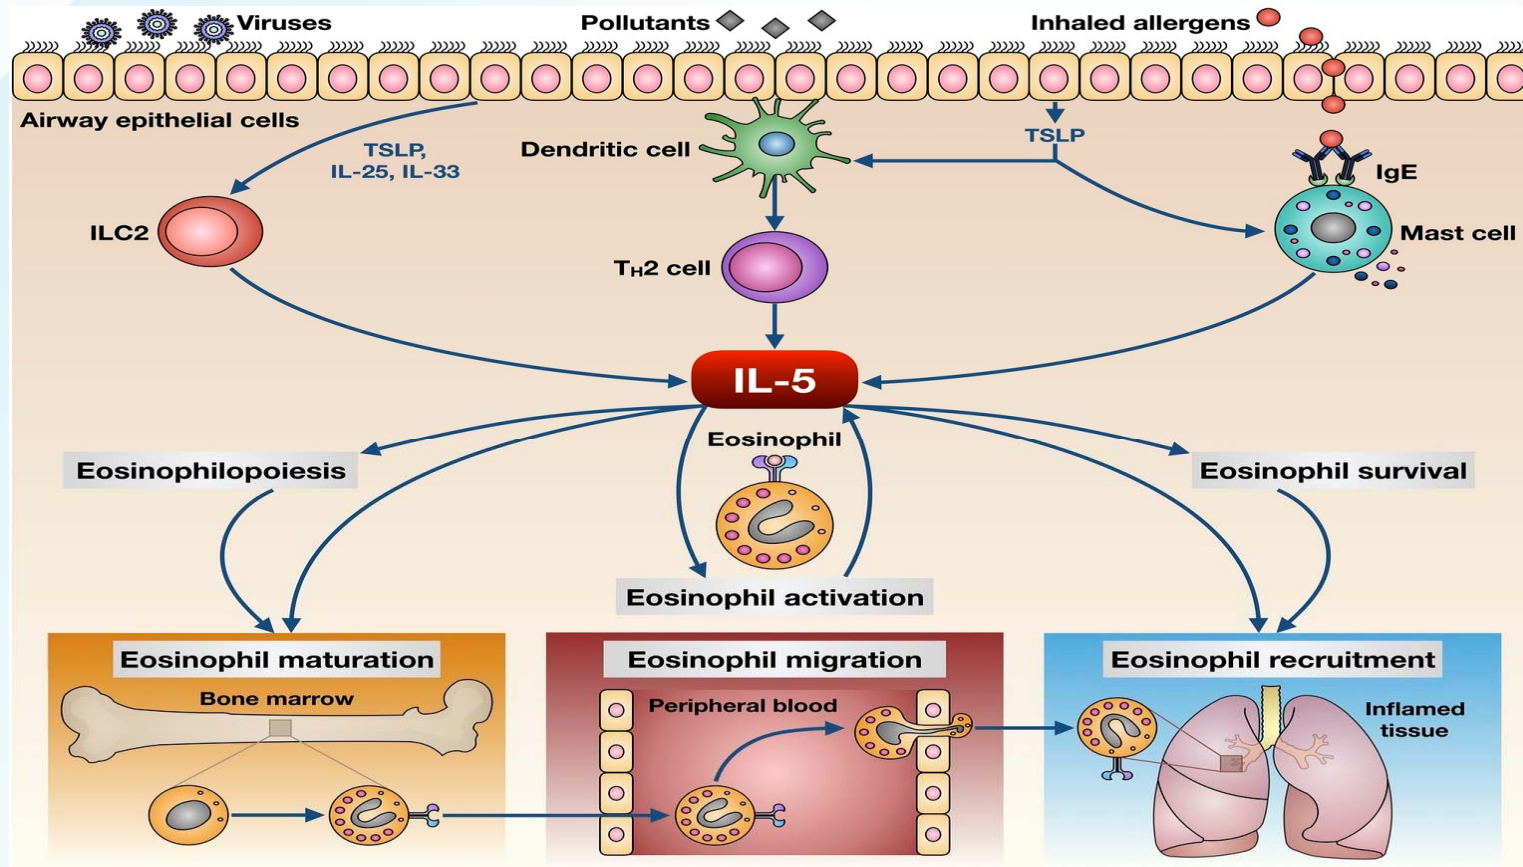 Viruses
Pollutants
Inhaled allergens
Airway epithelial cells
TSLP,
IL-25, IL-33
Dendritic cell
TSLP
IgE
ILC2
Mast cell
TH2 cell
IL-5
Eosinophil
Eosinophilopoiesis
Eosinophil survival
Eosinophil activation
Eosinophil maturation
Bone marrow
Eosinophil migration
Peripheral blood
Eosinophil recruitment
Inflamed
tissue